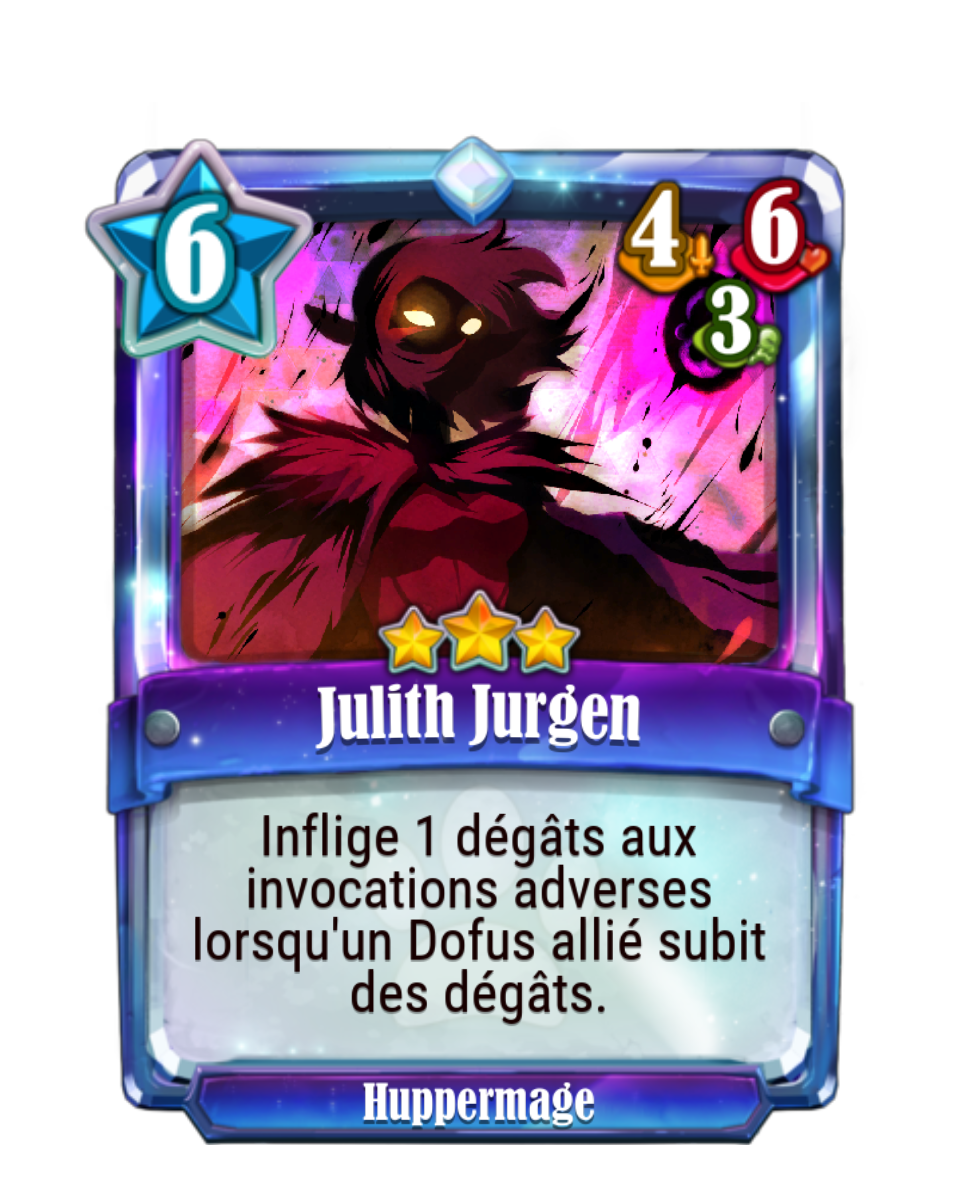 6
4
6
3
Julith Jurgen
Inflige 1 dégâts aux
invocations adverses
lorsqu'un Dofus allié subit
des dégâts.
Huppermage